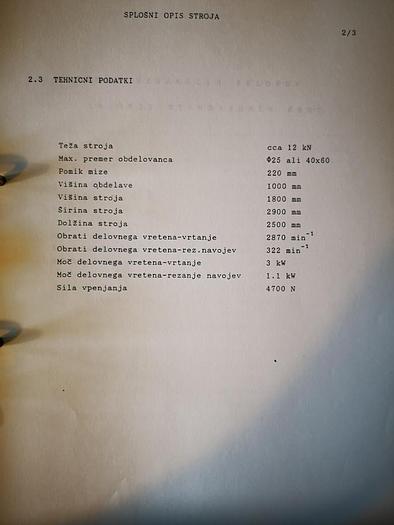 SPLOŠNI OPIS STROJA
2/3
2.3 TEHNICNI PODATKI
Teža stroja cca 12 kN
Max. premer obdelovanca Φ25 ali 40x60
Pomik mize 220 mm
Višina obdelave 1000 mm
Višina stroja 1800 mm
Širina stroja 2900 mm
Dolžina stroja 2500 mm
Obrati delovnega vretena-vrtanje 2870 min⁻¹
Obrati delovnega vretena-rez.navojev 322 min⁻¹
Moč delovnega vretena-vrtanje 3 kW
Moč delovnega vretena-rezanje navojev 1.1 kW
Sila vpenjanja 4700 N